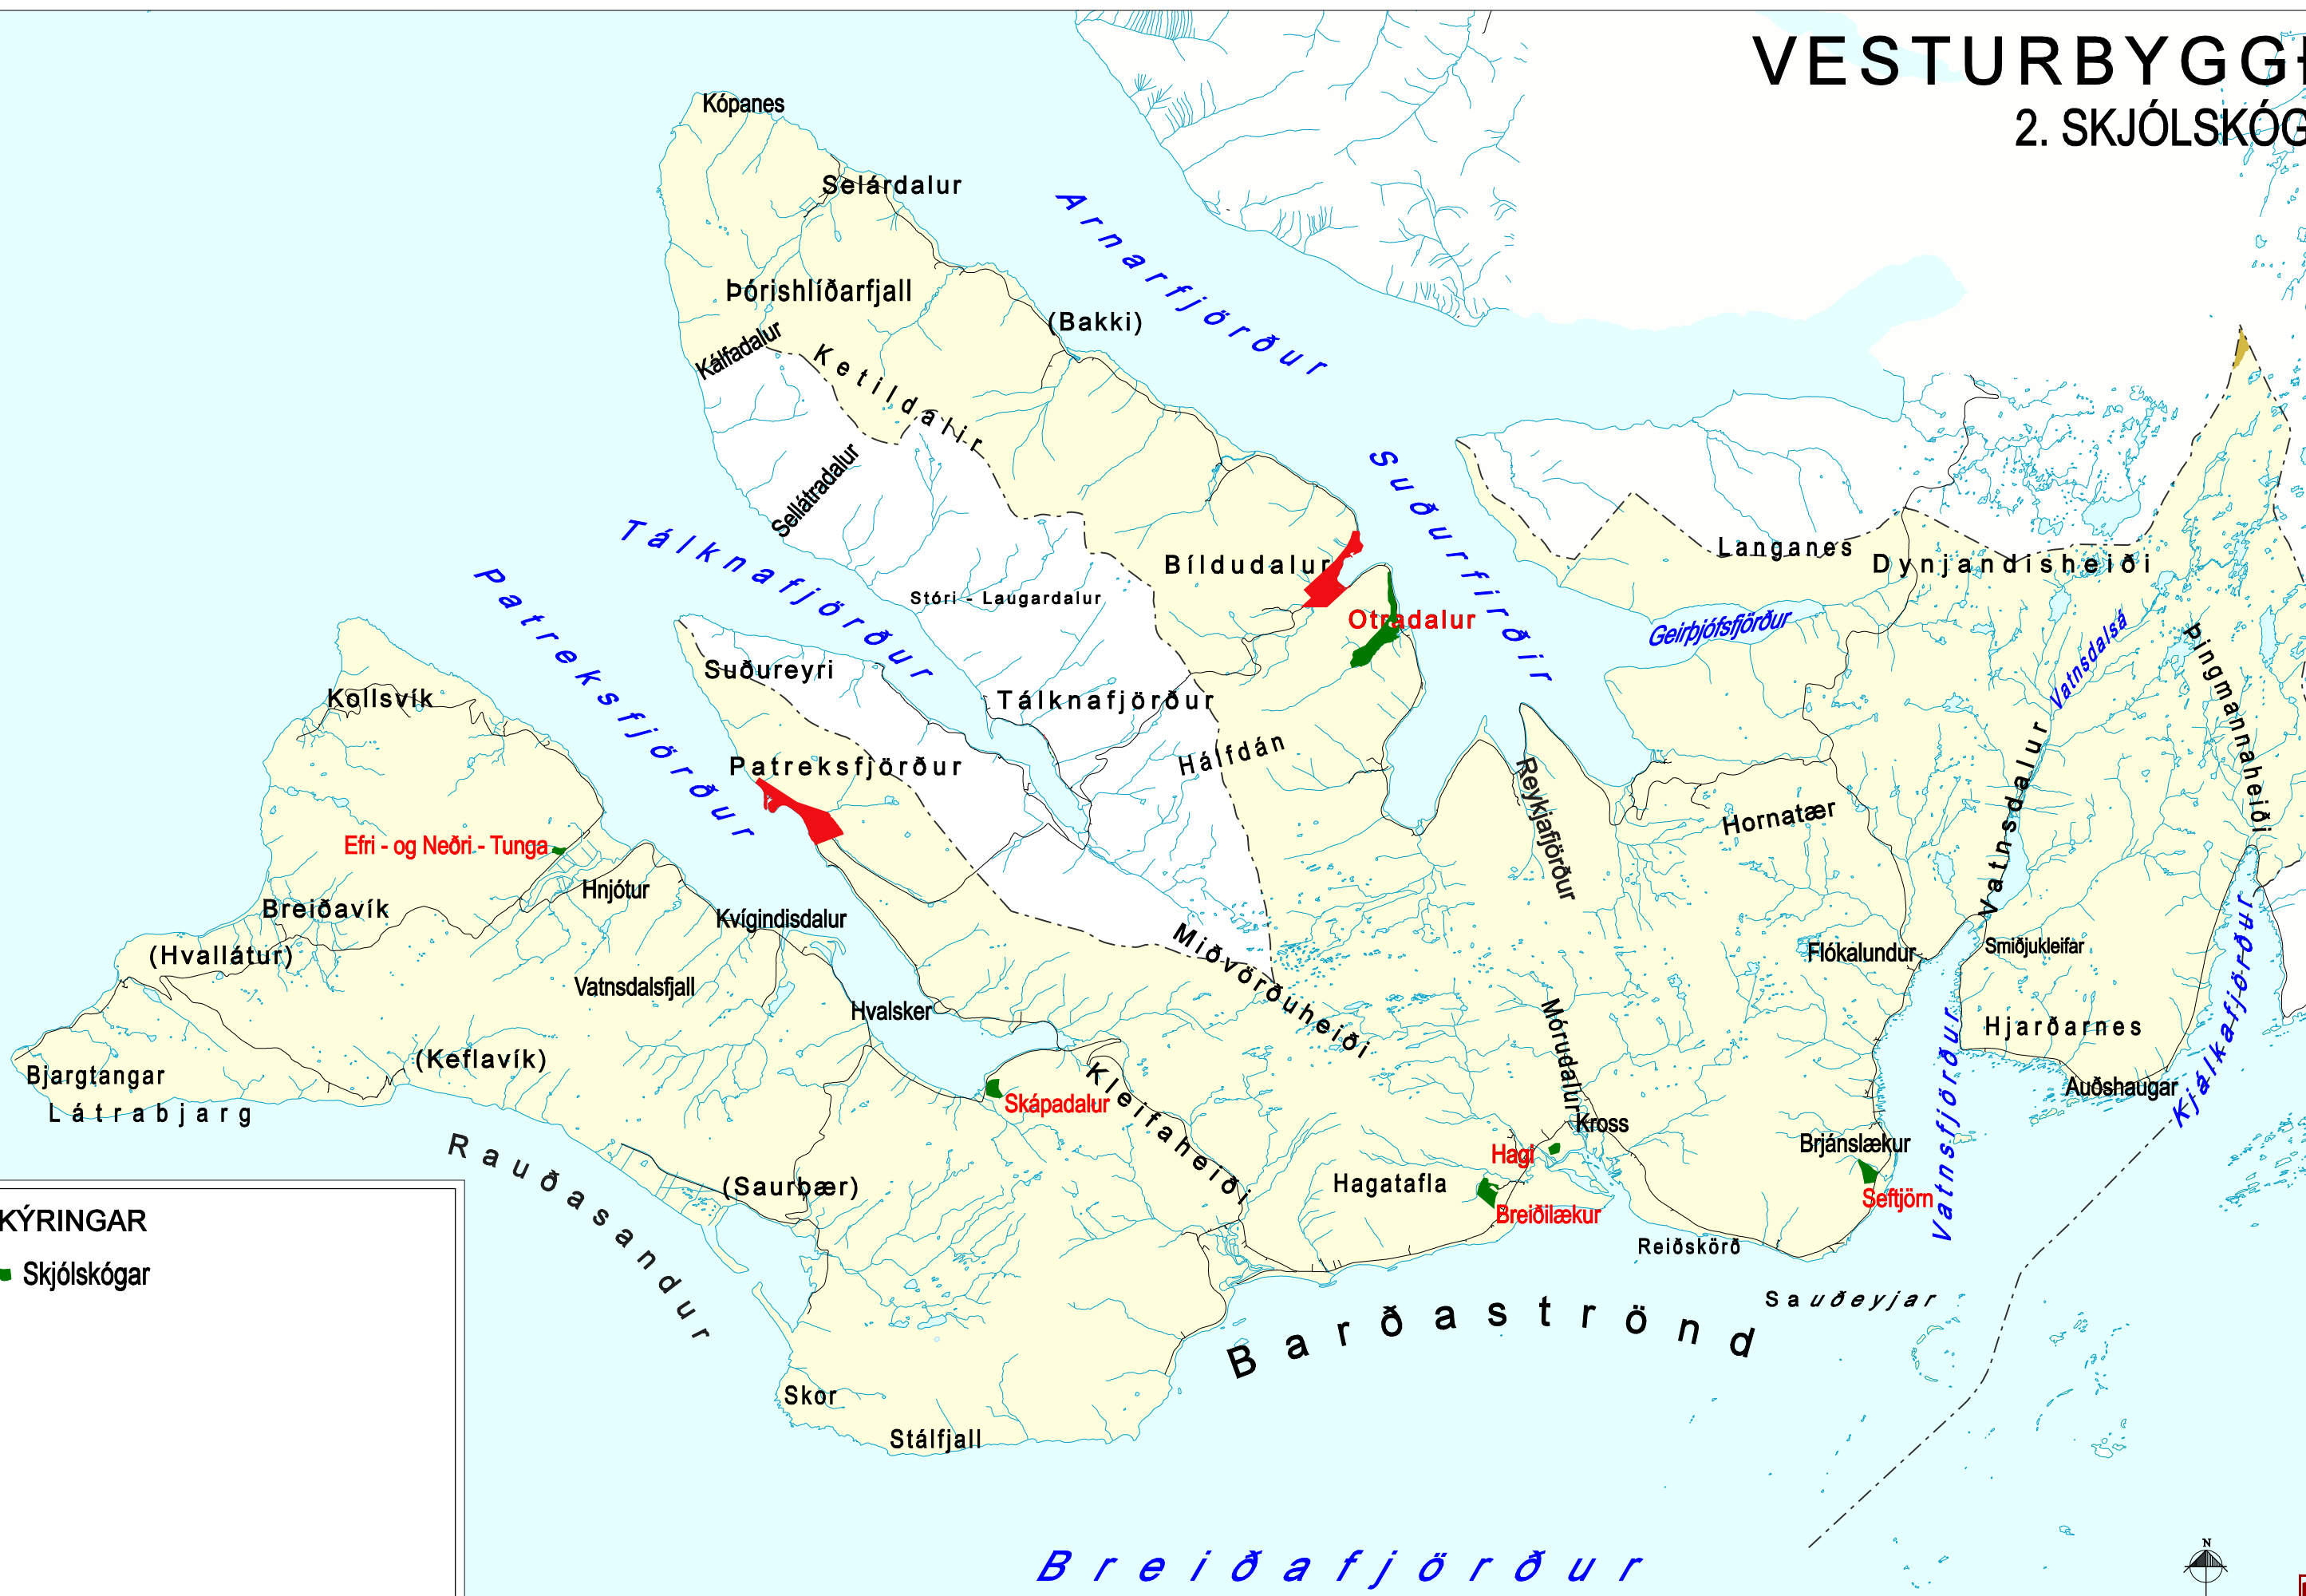 VESTURBYGGÐ
2. SKJÓLSKÓG
Kópanes
Selárdalur
Arnarfjörður
Þórishlíðarfjall
(Bakki)
Kálfadalur
Ketildalir
Sellátradalur
Suðurfirðir
Tálknafjörður
Langanes
Dynjandisheiði
Bíldudalur
Patreksfjörður
Stóri - Laugardalur
Otradalur
Geirþjófsfjörður
Vatnsdalsá
Þingmannaheiði
Suðureyri
Kollsvík
Tálknafjörður
Hálfdán
Patreksfjörður
Reykjafjörður
Hornatær
Vatnsdalur
Efri - og Neðri - Tunga
Hnjótur
Breiðavík
Kvígindisdalur
(Hvallátur)
Miðvörðuheiði
Flókalundur
Smiðjukleifar
Kjálkafjörður
Vatnsdalsfjall
Hvalsker
Mórudalur
Hjarðarnes
(Keflavík)
Bjargtangar
Látrabjarg
Skápadalur
Kleifaheiði
Auðshaugar
Kross
Brjánslækur
Hagi
Vatnsfjörður
Rauðasandur
(Saurbær)
Hagatafla
Breiðilækur
Seftjörn
KÝRINGAR
Skjólskógar
Reiðskörð
Sauðeyjar
Barðaströnd
Skor
Stálfjall
Breiðafjörður
N